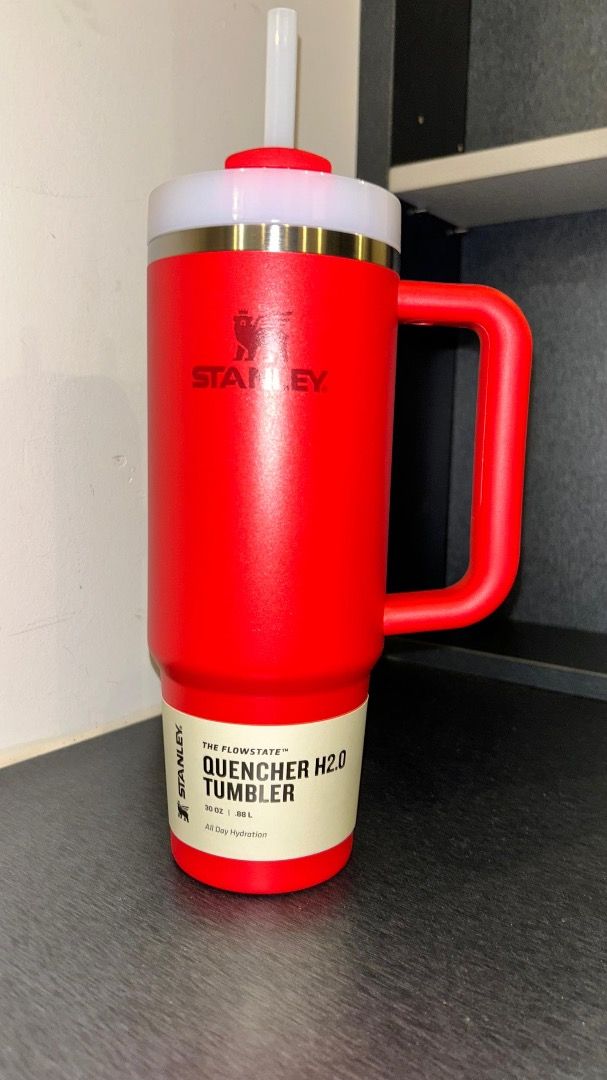 STANLEY
STANLEY.
THE FLOWSTATE™
QUENCHER H2.0
TUMBLER
30 OZ | .88 L
All Day Hydration